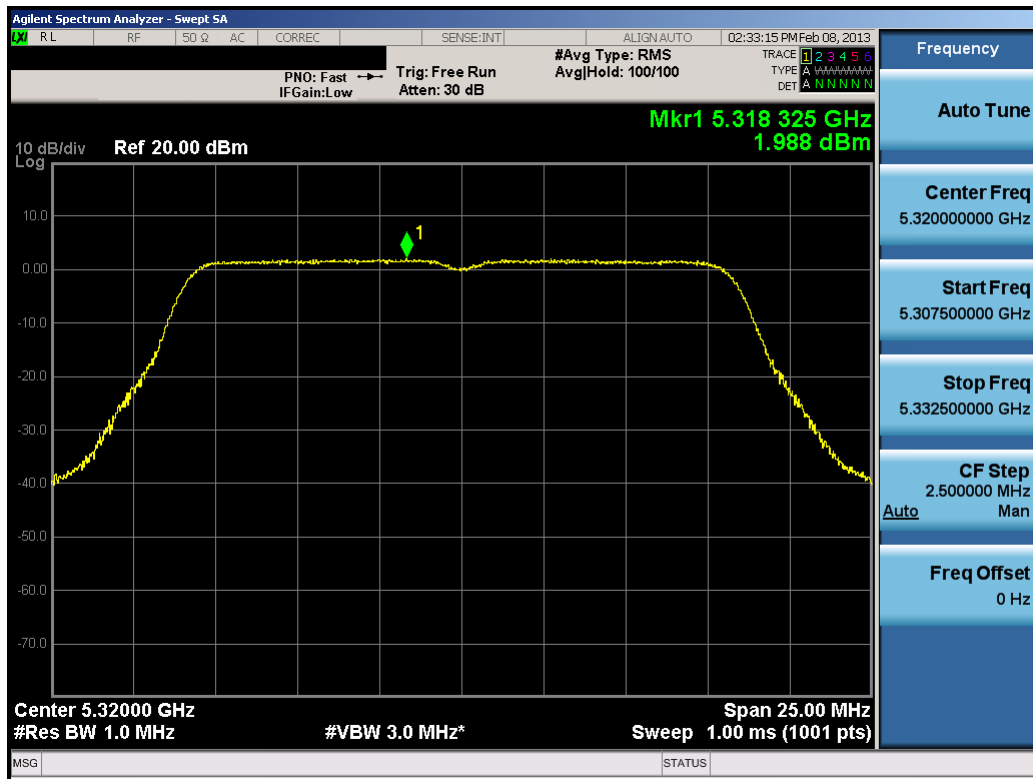 Agilent Spectrum Analyzer - Swept SA
LXI RL RF 50 Ω AC CORREC SENSE:INT ALIGN AUTO 02:33:15 PM Feb 08, 2013
Frequency
PNO: Fast
IFGain:Low
Trig: Free Run
Atten: 30 dB
#Avg Type: RMS
Avg|Hold: 100/100
TRACE 1 2 3 4 5 6
TYPE A WWWWW
DET A N N N N N
Mkr1 5.318 325 GHz
1.988 dBm
10 dB/div
Log
Ref 20.00 dBm
10.0
0.00
-10.0
-20.0
-30.0
-40.0
-50.0
-60.0
-70.0
1
Center 5.32000 GHz
Span 25.00 MHz
#Res BW 1.0 MHz
#VBW 3.0 MHz*
Sweep 1.00 ms (1001 pts)
Auto Tune
Center Freq
5.320000000 GHz
Start Freq
5.307500000 GHz
Stop Freq
5.332500000 GHz
CF Step
2.500000 MHz
Auto Man
Freq Offset
0 Hz
MSG
STATUS